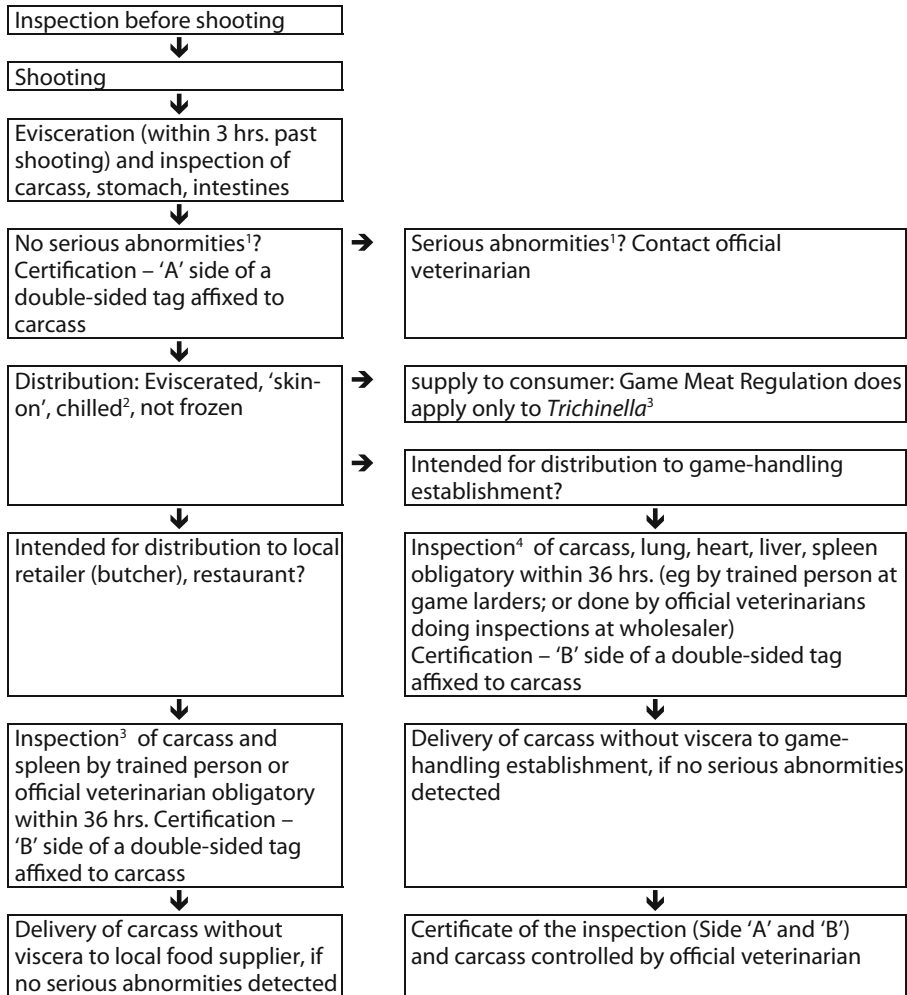 Inspection before shooting
Shooting
Evisceration (within 3 hrs. past
shooting) and inspection of
carcass, stomach, intestines
No serious abnormities¹?
Certification – 'A' side of a
double-sided tag affixed to
carcass
Serious abnormities¹? Contact official
veterinarian
Distribution: Eviscerated, ‘skin-
on’, chilled², not frozen
supply to consumer: Game Meat Regulation does
apply only to Trichinella³
Intended for distribution to game-handling
establishment?
Intended for distribution to local
retailer (butcher), restaurant?
Inspection⁴ of carcass, lung, heart, liver, spleen
obligatory within 36 hrs. (eg by trained person at
game larders; or done by official veterinarians
doing inspections at wholesaler)
Certification – ‘B’ side of a double-sided tag
affixed to carcass
Inspection³ of carcass and
spleen by trained person or
official veterinarian obligatory
within 36 hrs. Certification –
‘B’ side of a double-sided tag
affixed to carcass
Delivery of carcass without viscera to game-
handling establishment, if no serious abnormities
detected
Delivery of carcass without
viscera to local food supplier, if
no serious abnormities detected
Certificate of the inspection (Side ‘A’ and ‘B’)
and carcass controlled by official veterinarian